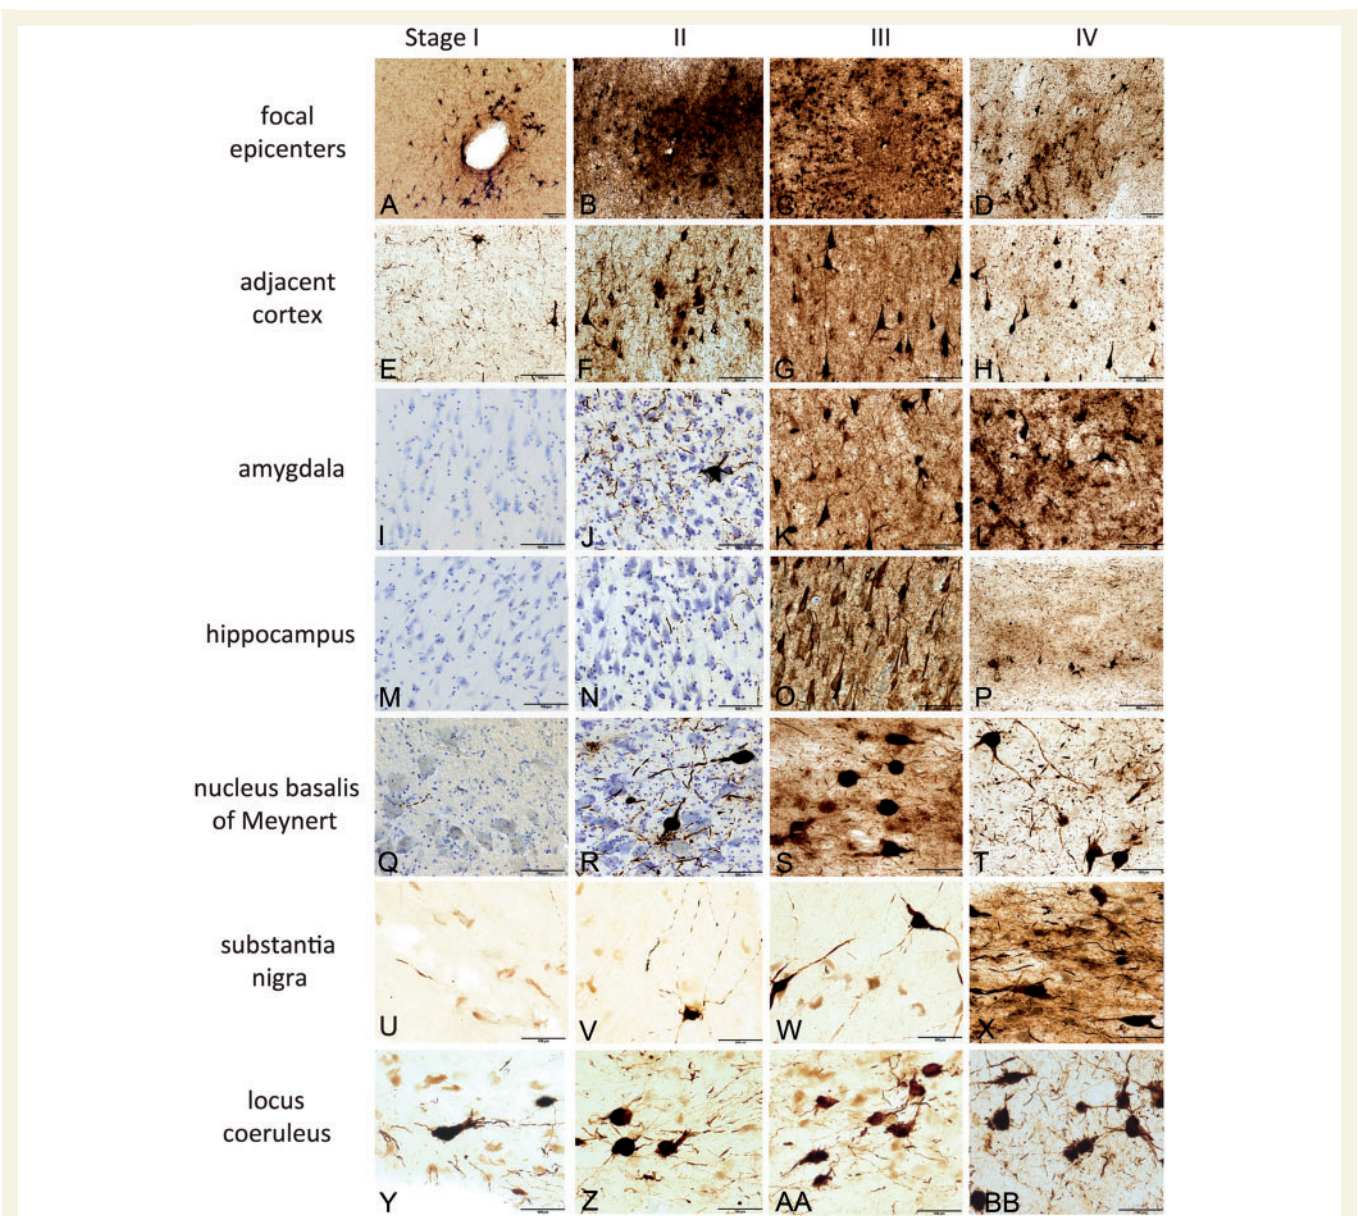 Stage I II III IV
focal
epicenters
A B C D
adjacent
cortex
E F G H
amygdala
I J K L
hippocampus
M N O P
nucleus basalis
of Meynert
Q R S T
substantia
nigra
U V W X
locus
coeruleus
Y Z AA BB